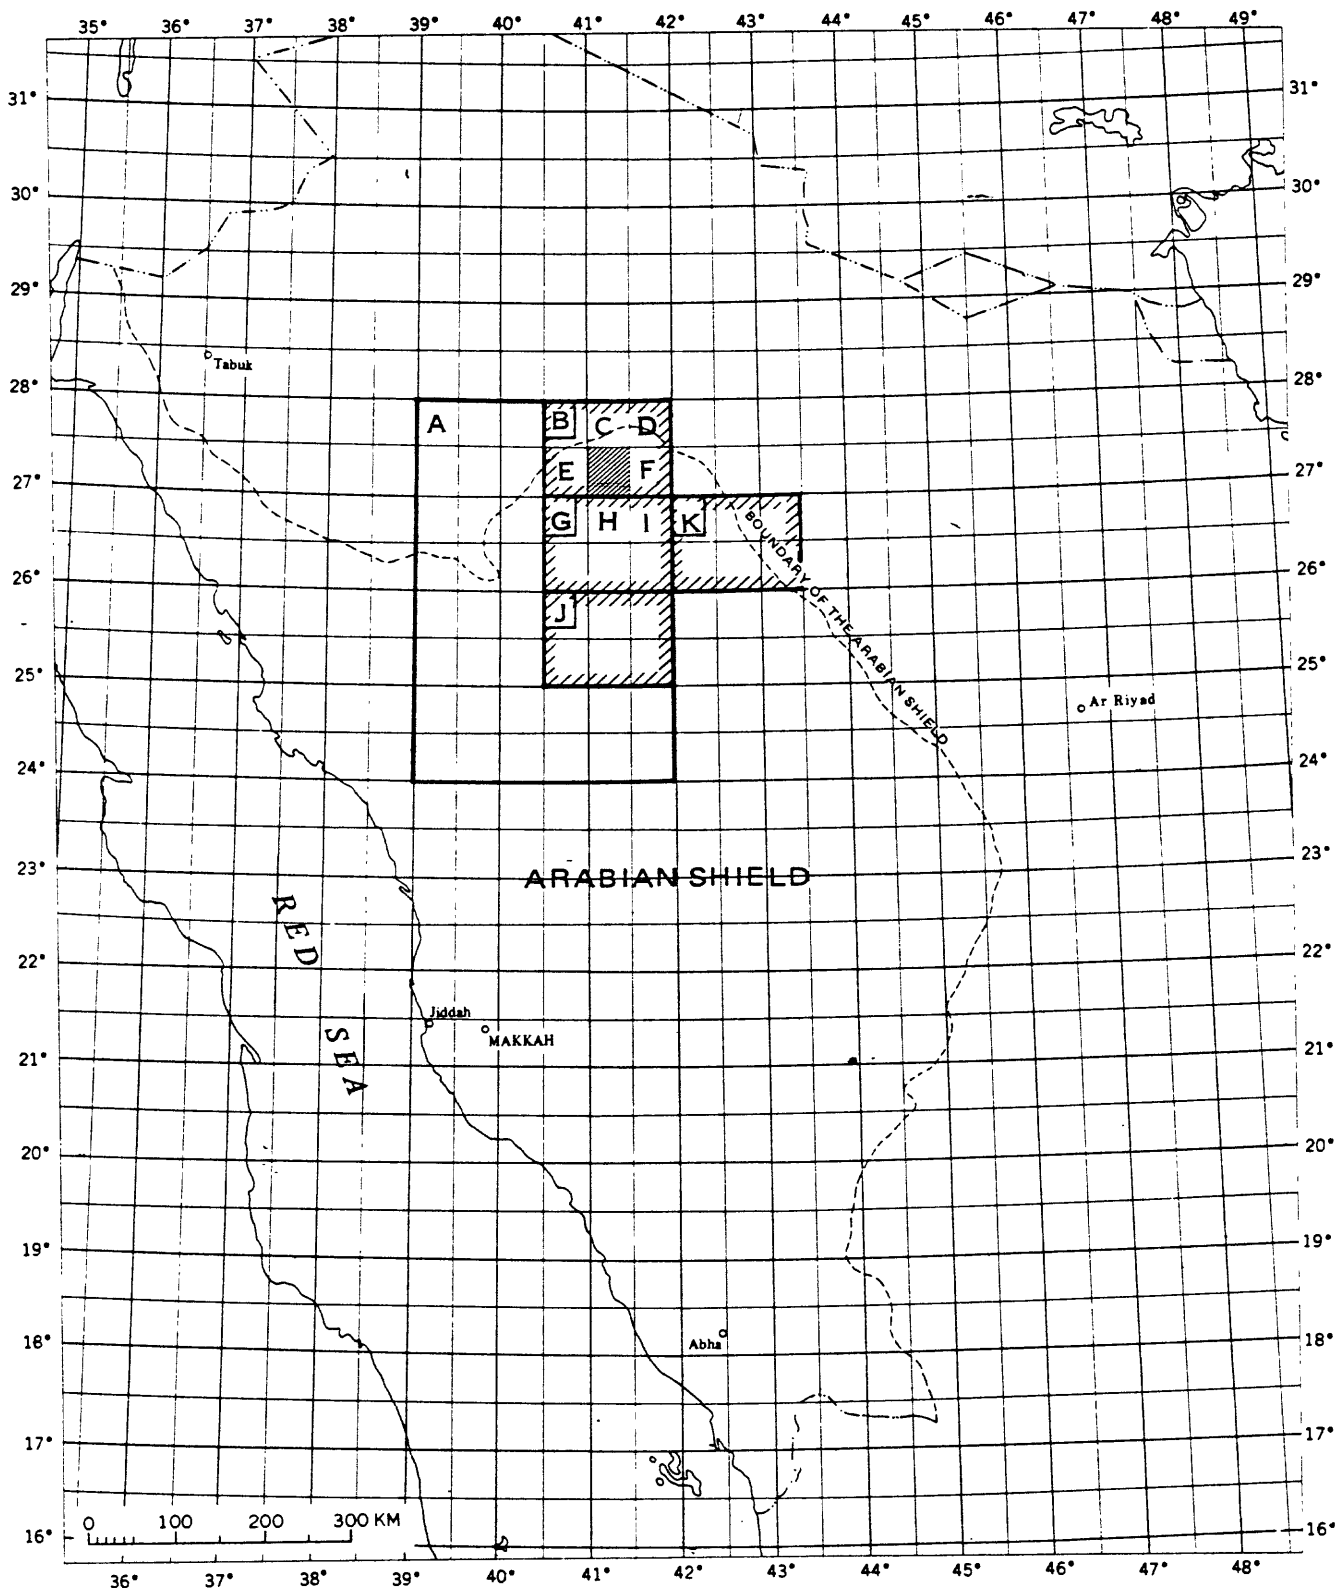 35° 36° 37° 38° 39° 40° 41° 42° 43° 44° 45° 46° 47° 48° 49°
31° 31°
30° 30°
29° 29°
Tabuk
28° 28°
A B C D
27° E F 27°
G H I K
BOUNDARY OF THE ARABIAN SHIELD
26° 26°
J
25° 25°
Ar Riyad
24° 24°
23° 23°
ARABIAN SHIELD
RED
22° 22°
Jiddah
MAKKAH
SEA
21° 21°
20° 20°
19° 19°
18° 18°
Abha
17° 17°
0 100 200 300 KM
16° 16°
36° 37° 38° 39° 40° 41° 42° 43° 44° 45° 46° 47° 48°